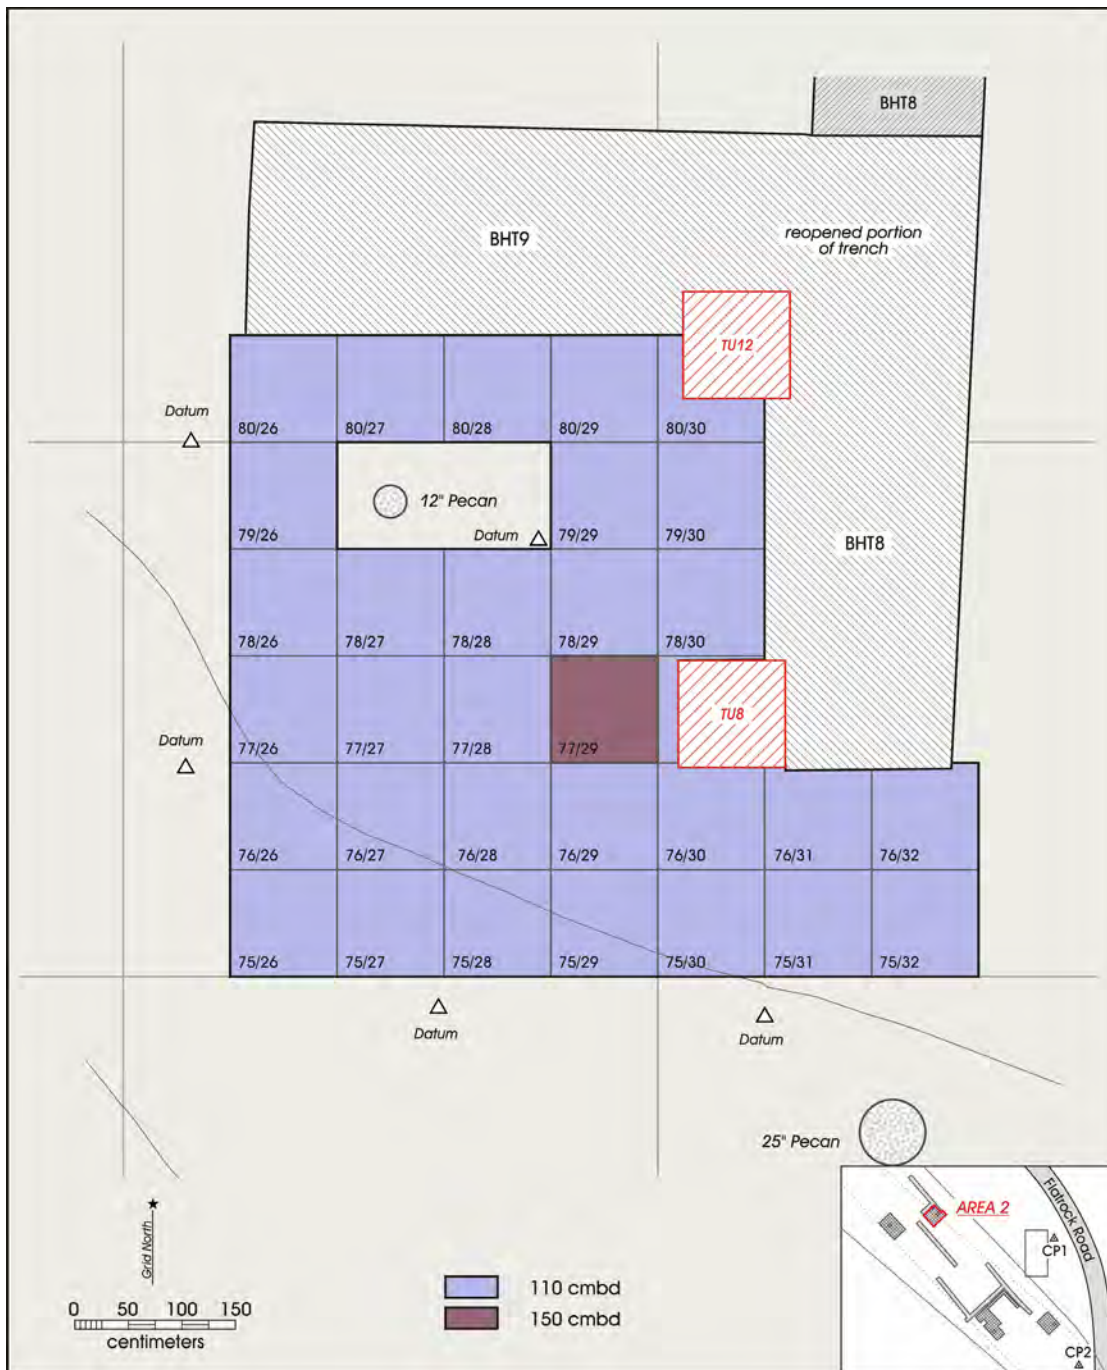 BHT8
BHT9
reopened portion
of trench
TU12
Datum
80/26 80/27 80/28 80/29 80/30
12" Pecan
Datum
79/26 79/29 79/30
BHT8
78/26 78/27 78/28 78/29 78/30
TU8
Datum
77/26 77/27 77/28 77/29
76/26 76/27 76/28 76/29 76/30 76/31 76/32
75/26 75/27 75/28 75/29 75/30 75/31 75/32
Datum
Datum
25" Pecan
Grid North
0 50 100 150
centimeters
110 cmbd
150 cmbd
AREA 2
Flatrock Road
CP1
CP2